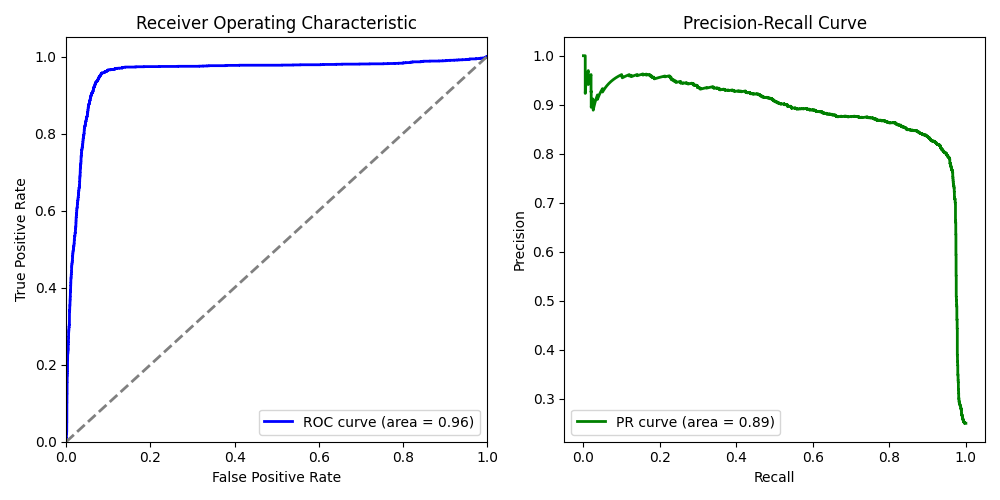 Receiver Operating Characteristic
1.0
0.8
0.6
0.4
0.2
0.0
True Positive Rate
0.0 0.2 0.4 0.6 0.8 1.0
False Positive Rate
ROC curve (area = 0.96)
Precision-Recall Curve
1.0
0.9
0.8
0.7
0.6
0.5
0.4
0.3
Precision
0.0 0.2 0.4 0.6 0.8 1.0
Recall
PR curve (area = 0.89)